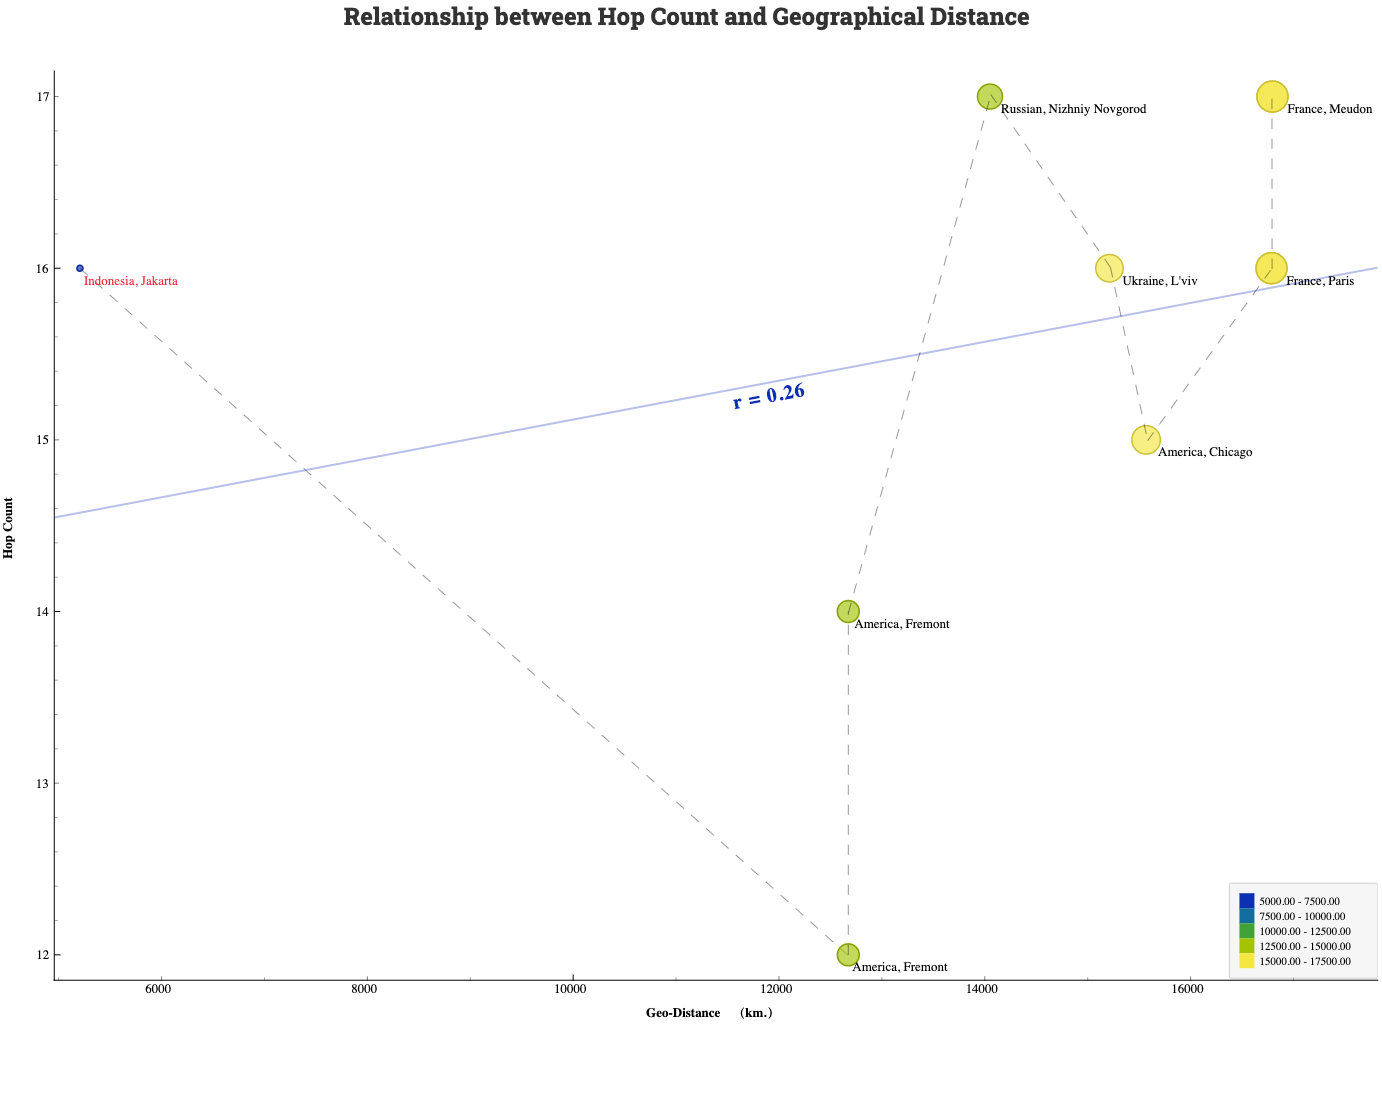 Relationship between Hop Count and Geographical Distance
17
Russian, Nizhniy Novgorod
France, Meudon
16
Indonesia, Jakarta
Ukraine, L'viv
France, Paris
r = 0.26
15
America, Chicago
Hop Count
14
America, Fremont
13
12
America, Fremont
5000.00 - 7500.00
7500.00 - 10000.00
10000.00 - 12500.00
12500.00 - 15000.00
15000.00 - 17500.00
6000 8000 10000 12000 14000 16000
Geo-Distance （km.）